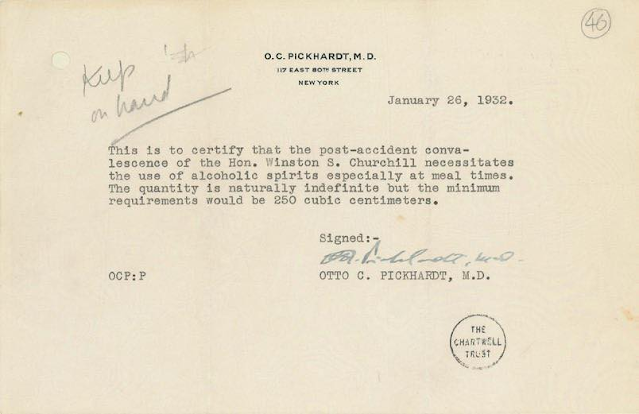 46
Keep
on hand
O. C. PICKHARDT, M. D.
117 EAST 80TH STREET
NEW YORK
January 26, 1932.
This is to certify that the post-accident conva-
lescence of the Hon. Winston S. Churchill necessitates
the use of alcoholic spirits especially at meal times.
The quantity is naturally indefinite but the minimum
requirements would be 250 cubic centimeters.
Signed:-
O.C. Pickhardt, M.D.
OCP:P
OTTO C. PICKHARDT, M.D.
THE
CHARTWELL
TRUST